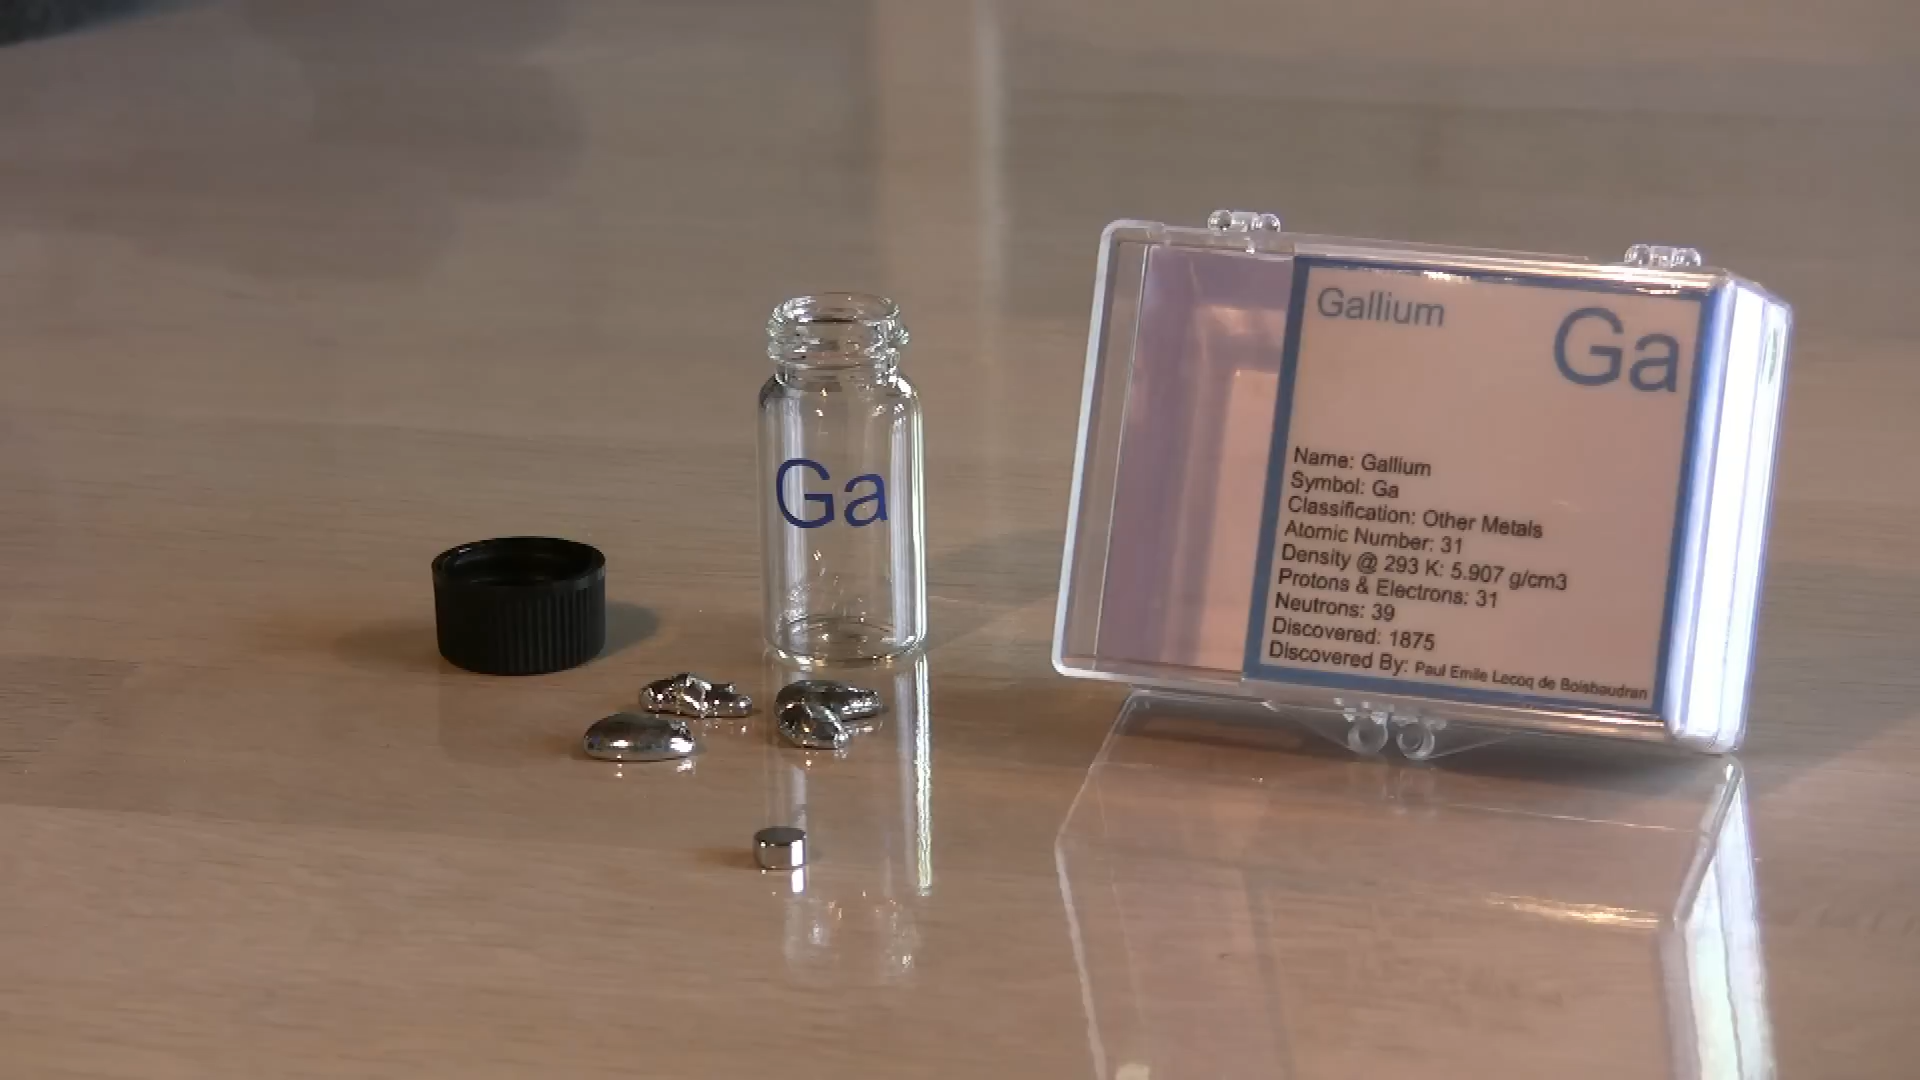 Ga
Gallium
Ga
Name: Gallium
Symbol: Ga
Classification: Other Metals
Atomic Number: 31
Density @ 293 K: 5.907 g/cm3
Protons & Electrons: 31
Neutrons: 39
Discovered: 1875
Discovered By: Paul Emile Lecoq de Boisbaudran